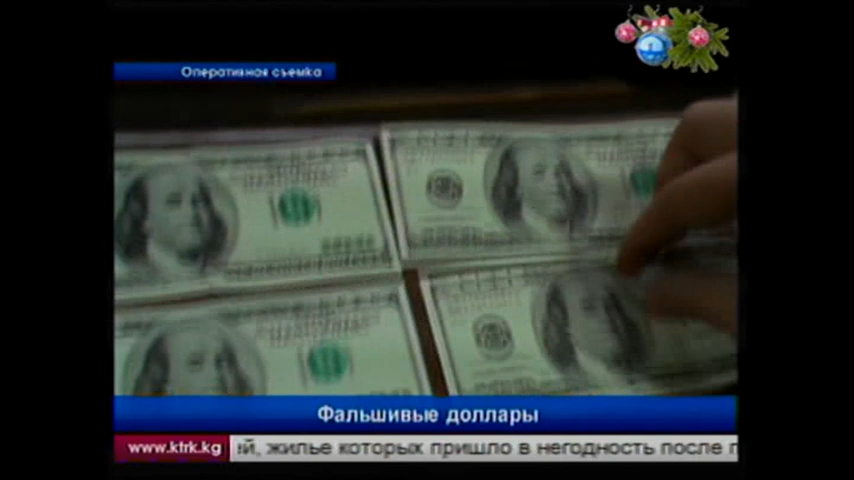 Оперативная съемка
Фальшивые доллары
www.ktrk.kg
ей, жилье которых пришло в негодность после п